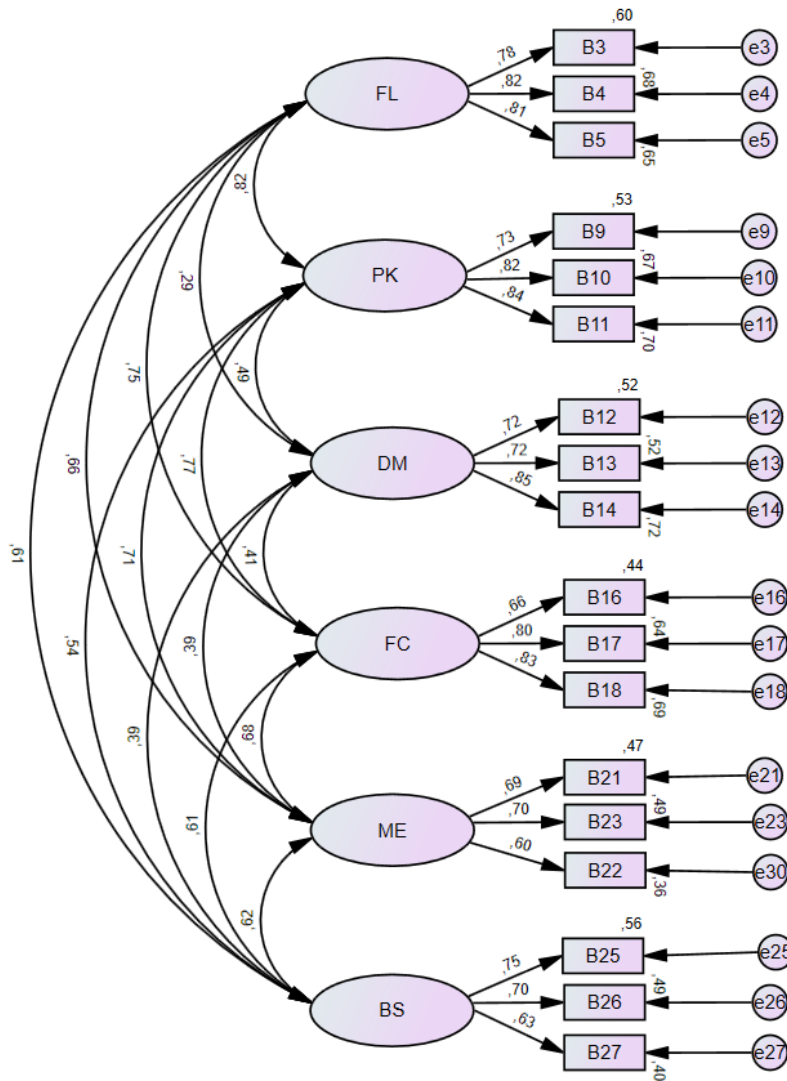 ,60
,78
B3
e3
FL
,82
,68
B4
e4
,81
B5
e5
,65
,82
,53
,73
B9
e9
PK
,82
,67
B10
e10
,84
B11
e11
,70
,29
,49
,75
,52
,72
B12
e12
DM
,72
,52
B13
e13
,85
B14
e14
,72
,66
,77
,61
,71
,41
,44
,66
B16
e16
FC
,80
,64
B17
e17
,83
B18
e18
,69
,54
,39
,39
,68
,47
,69
B21
e21
ME
,70
,49
B23
e23
,60
B22
e30
,36
,61
,62
,56
,75
B25
e25
BS
,70
,49
B26
e26
,63
B27
e27
,40